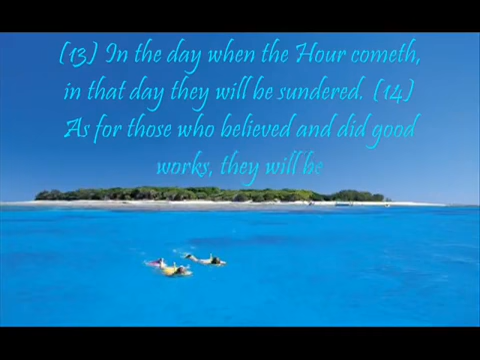 (13) In the day when the Hour cometh,
in that day they will be sundered. (14)
As for those who believed and did good
works, they will be